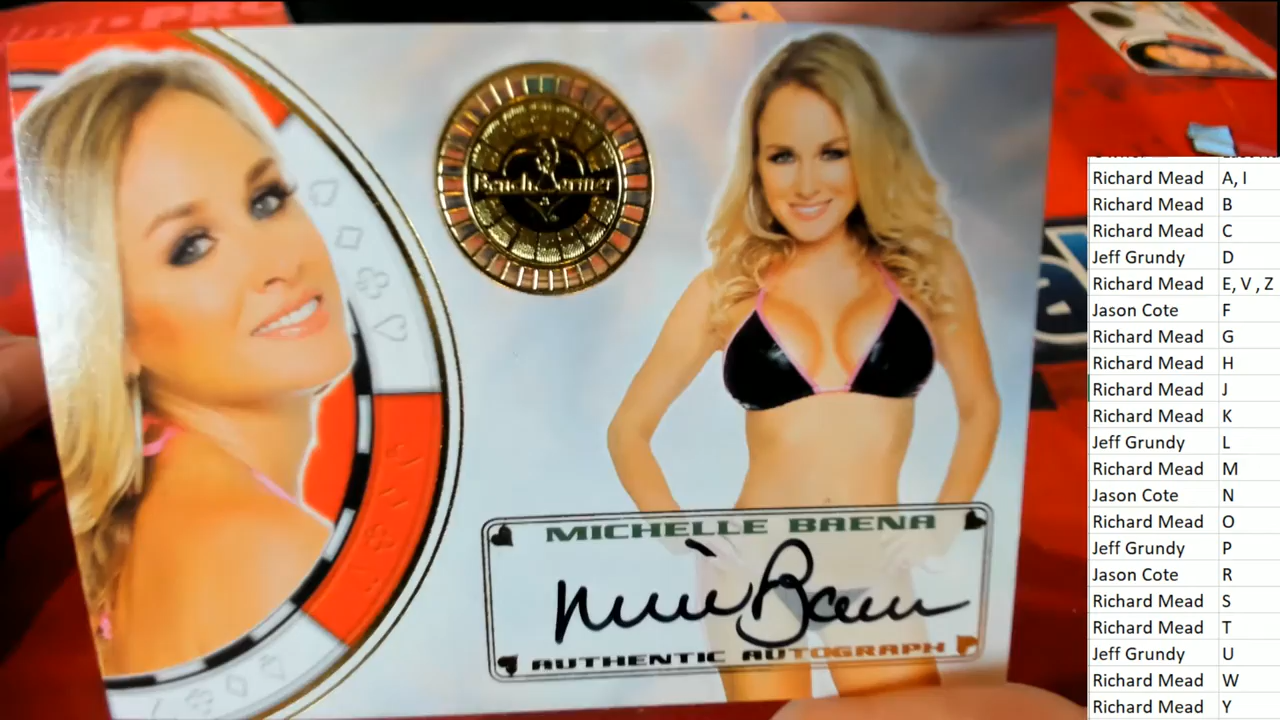 BenchWarmer
MICHELLE BAENA
AUTHENTIC AUTOGRAPH
Richard Mead A, I
Richard Mead B
Richard Mead C
Jeff Grundy D
Richard Mead E, V , Z
Jason Cote F
Richard Mead G
Richard Mead H
Richard Mead J
Richard Mead K
Jeff Grundy L
Richard Mead M
Jason Cote N
Richard Mead O
Jeff Grundy P
Jason Cote R
Richard Mead S
Richard Mead T
Jeff Grundy U
Richard Mead W
Richard Mead Y